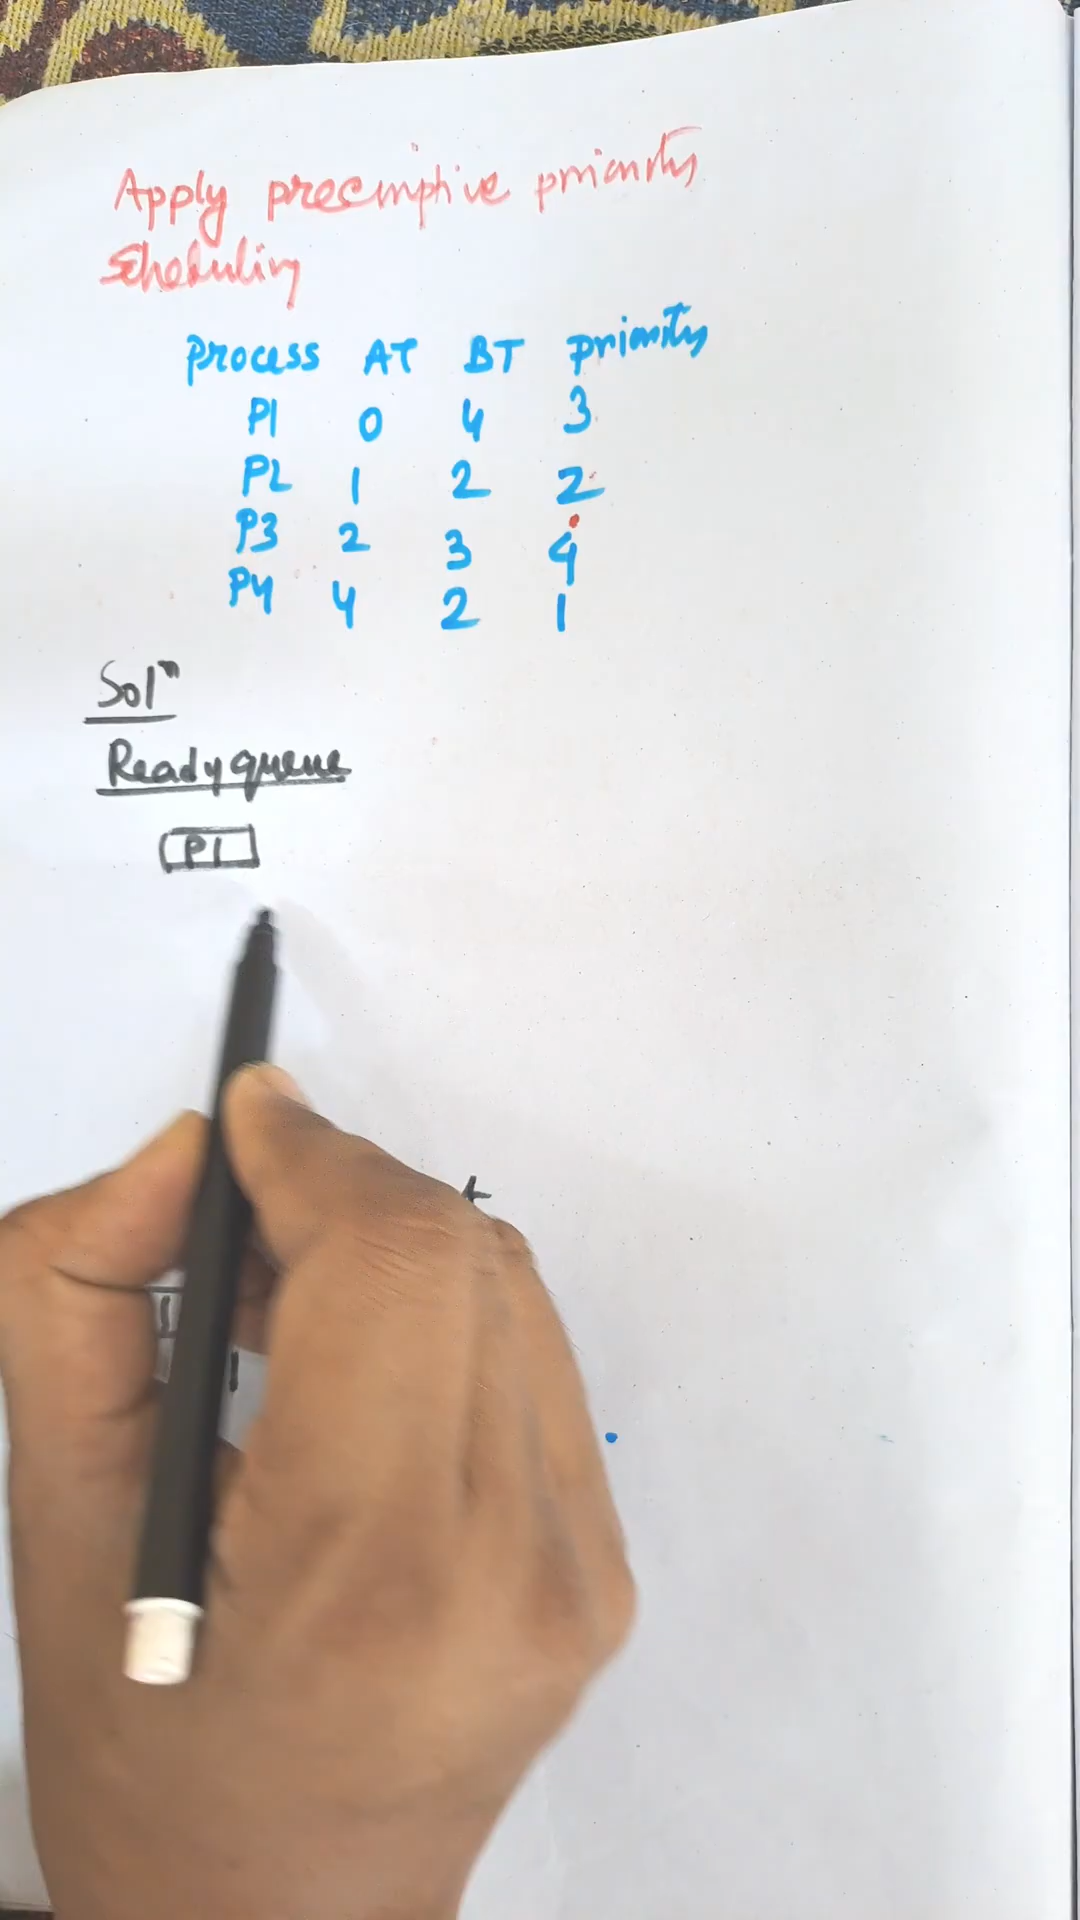 Apply preemptive priority
scheduling
Process AT BT priority
P1 0 4 3
P2 1 2 2
P3 2 3 4
P4 4 2 1
Solⁿ
Ready queue
P1